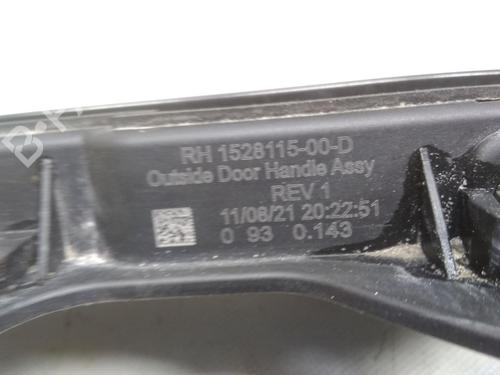 RH 1528115-00-D
Outside Door Handle Assy
REV 1
11/08/21 20:22:51
0 93 0.143